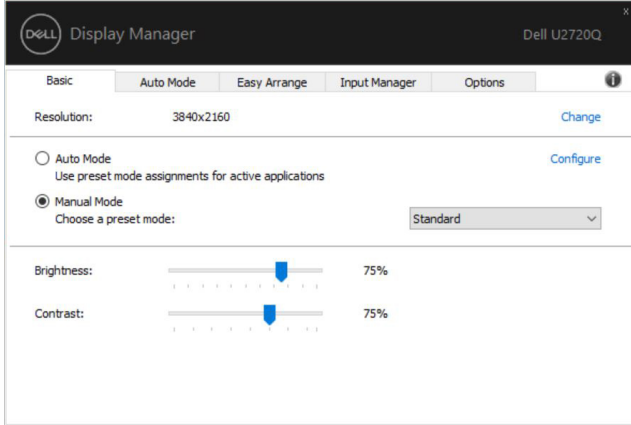 x
DELL Display Manager Dell U2720Q
Basic Auto Mode Easy Arrange Input Manager Options i
Resolution: 3840x2160 Change
Auto Mode Configure
Use preset mode assignments for active applications
Manual Mode
Choose a preset mode: Standard
Brightness: 75%
Contrast: 75%